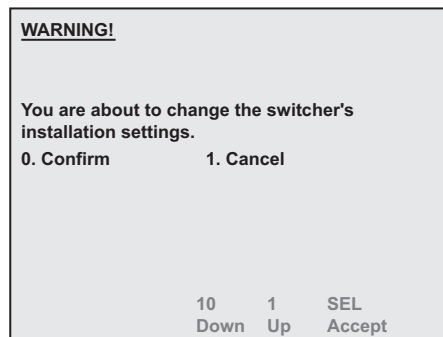 WARNING!
You are about to change the switcher's
installation settings.
0. Confirm 1. Cancel
10 1 SEL
Down Up Accept